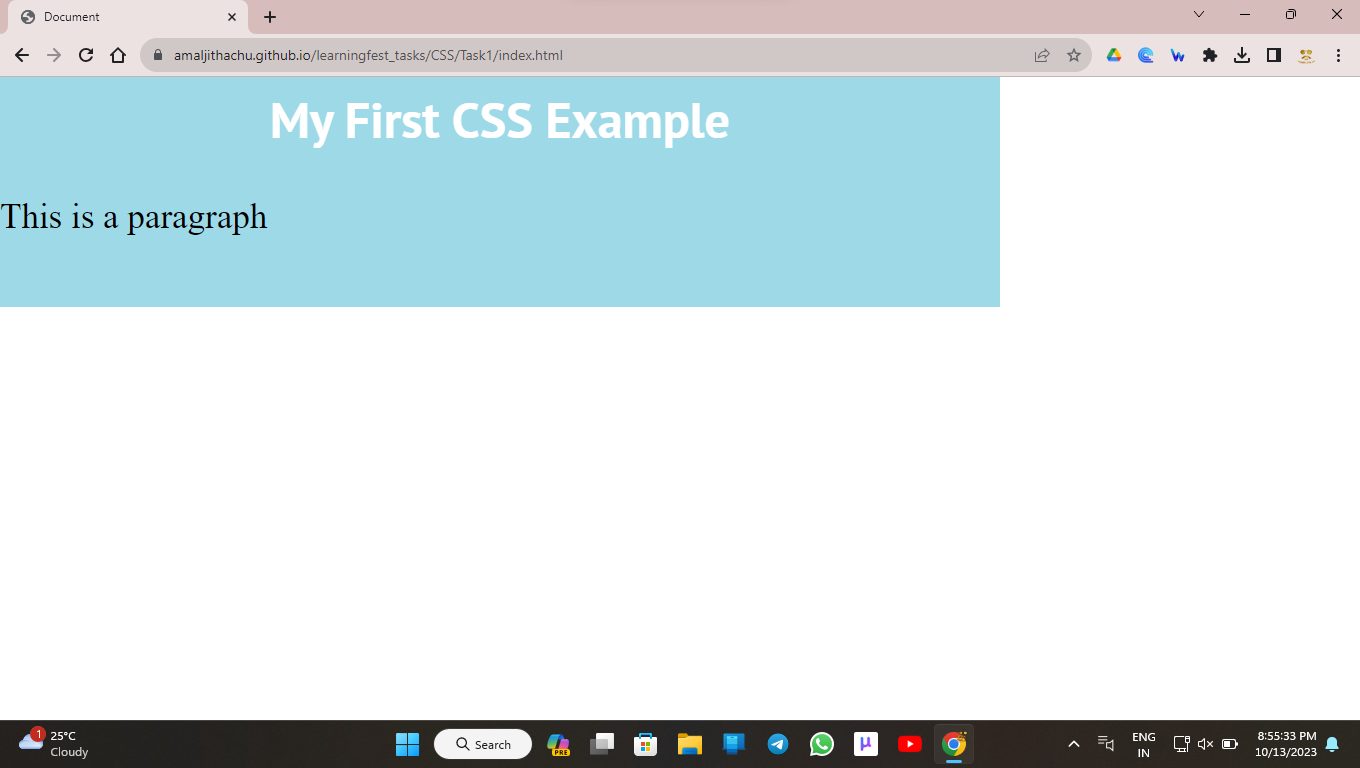 Document
amaljithachu.github.io/learningfest_tasks/CSS/Task1/index.html
My First CSS Example
This is a paragraph
1
25°C
Cloudy
Search
PRE
µ
ENG
IN
8:55:33 PM
10/13/2023